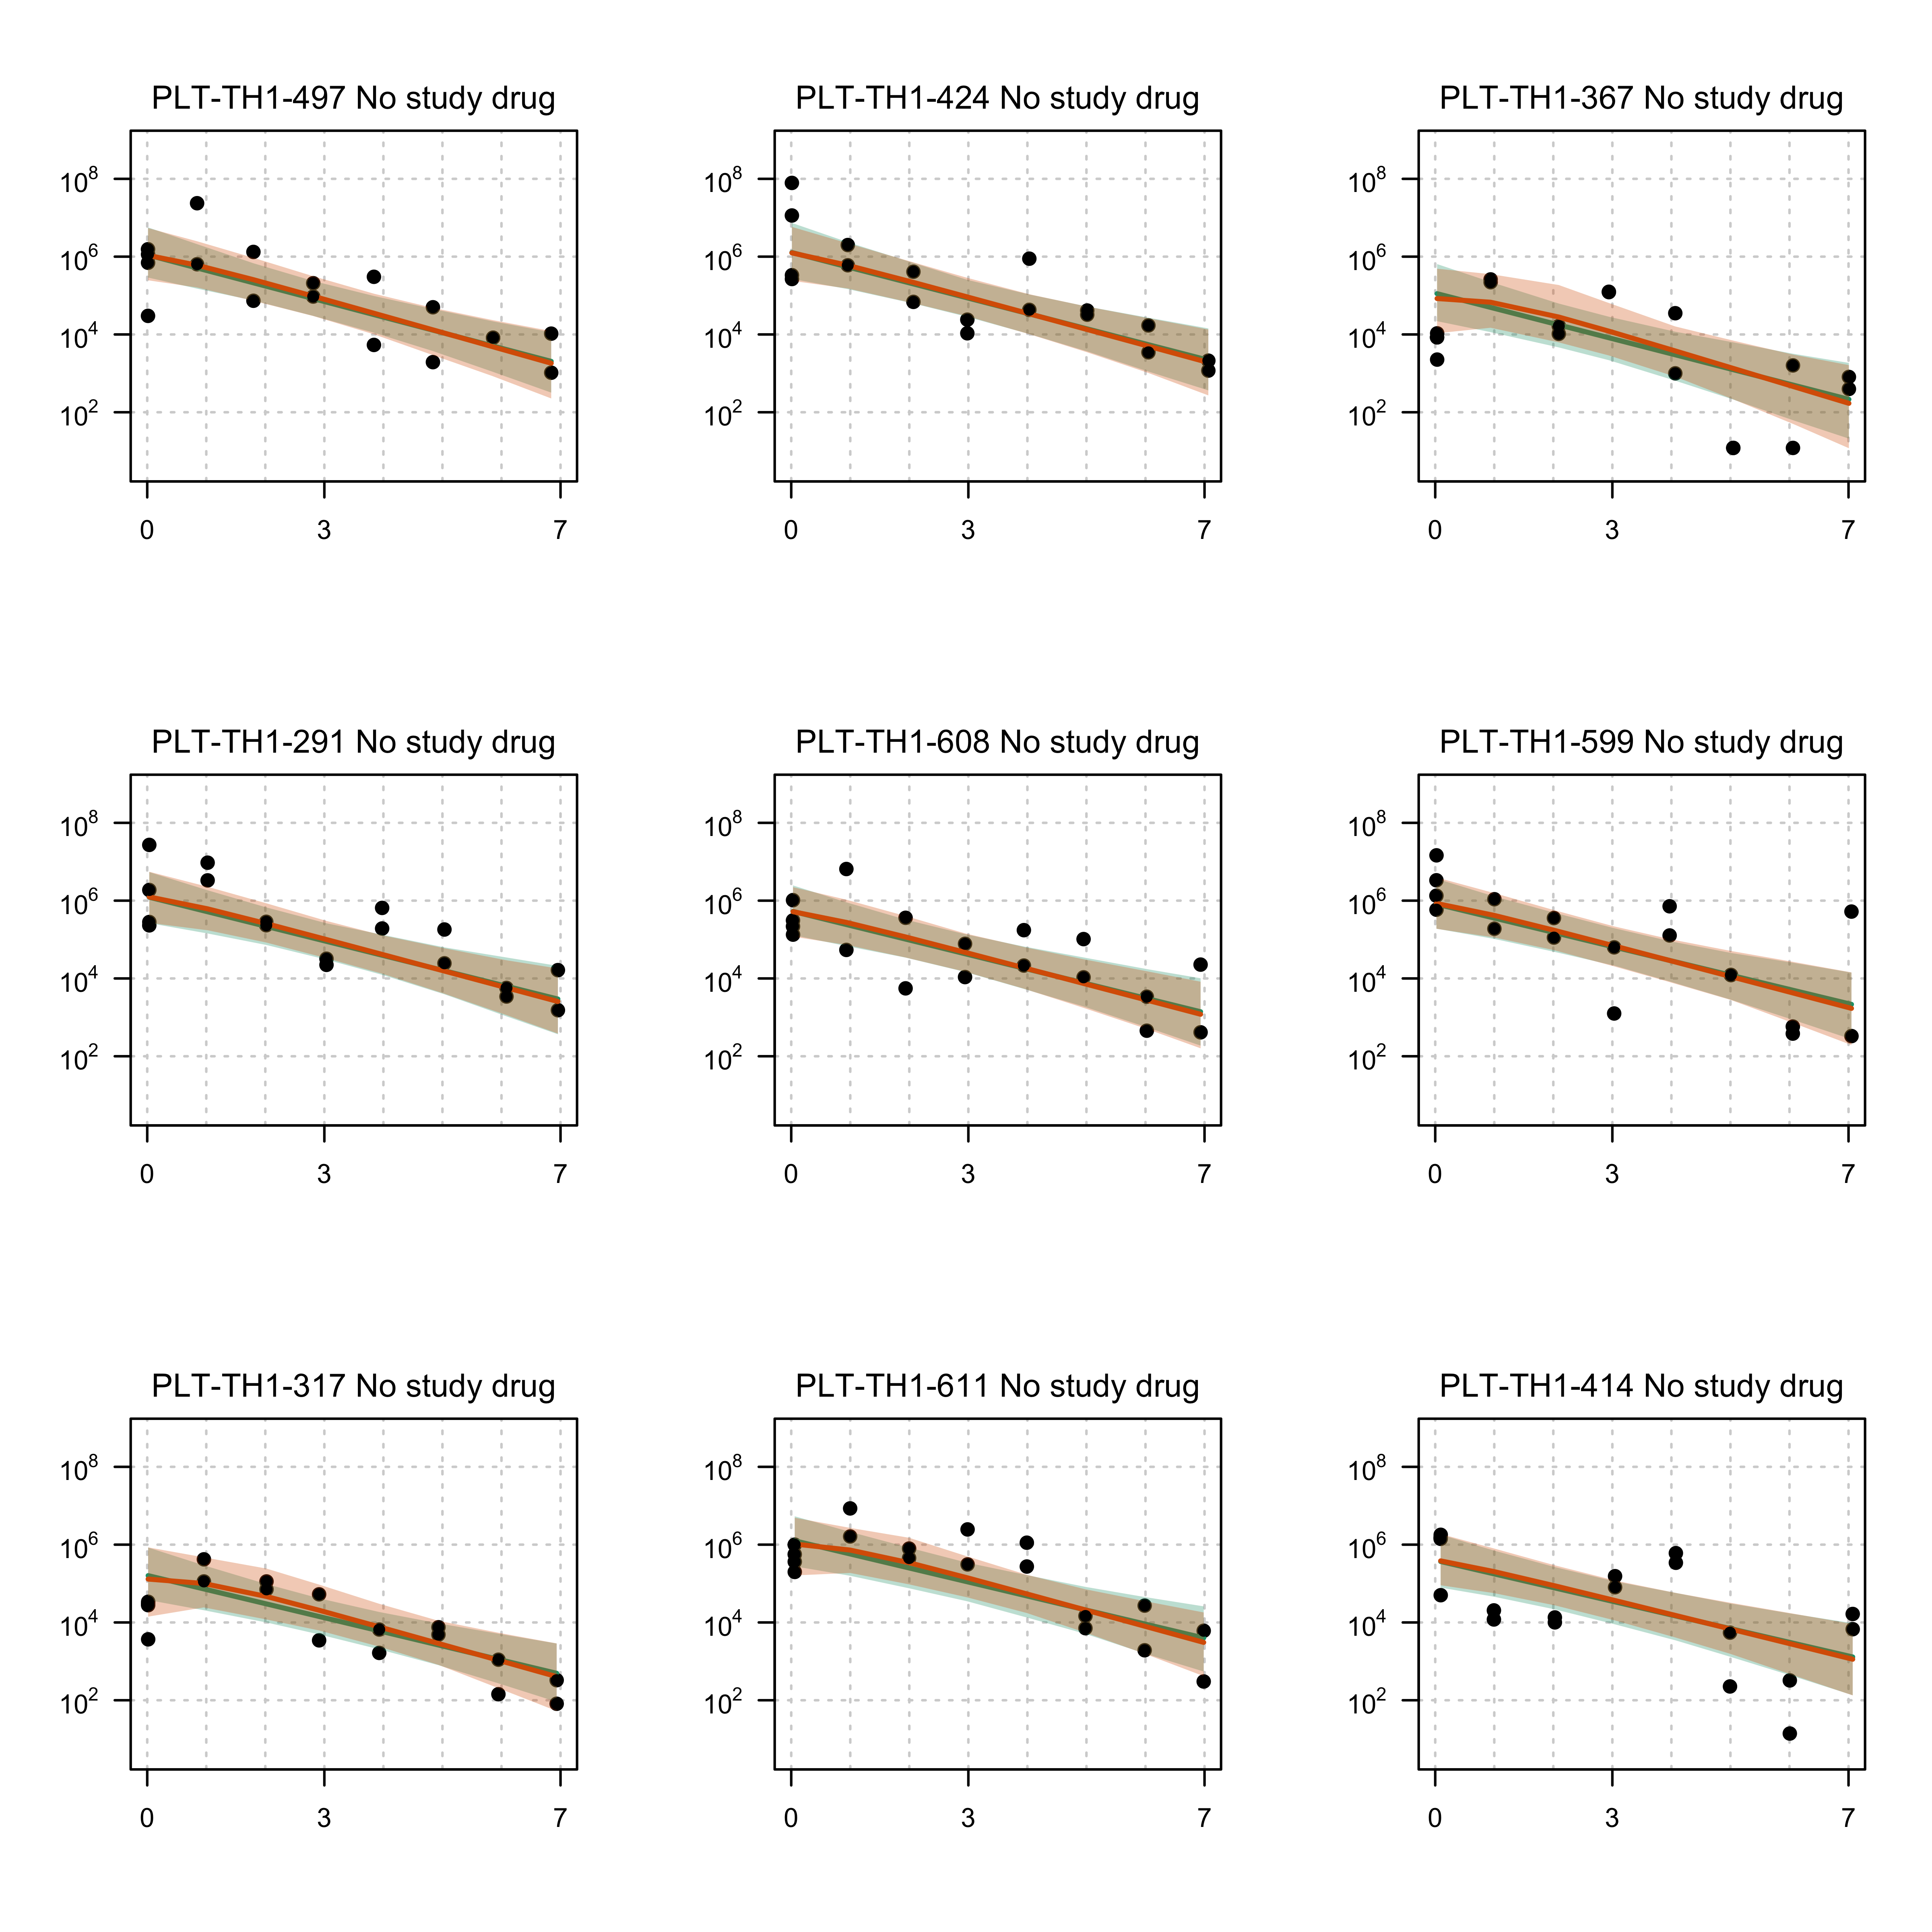 PLT-TH1-497 No study drug
10^8
10^6
10^4
10^2
0 3 7
PLT-TH1-424 No study drug
10^8
10^6
10^4
10^2
0 3 7
PLT-TH1-367 No study drug
10^8
10^6
10^4
10^2
0 3 7
PLT-TH1-291 No study drug
10^8
10^6
10^4
10^2
0 3 7
PLT-TH1-608 No study drug
10^8
10^6
10^4
10^2
0 3 7
PLT-TH1-599 No study drug
10^8
10^6
10^4
10^2
0 3 7
PLT-TH1-317 No study drug
10^8
10^6
10^4
10^2
0 3 7
PLT-TH1-611 No study drug
10^8
10^6
10^4
10^2
0 3 7
PLT-TH1-414 No study drug
10^8
10^6
10^4
10^2
0 3 7